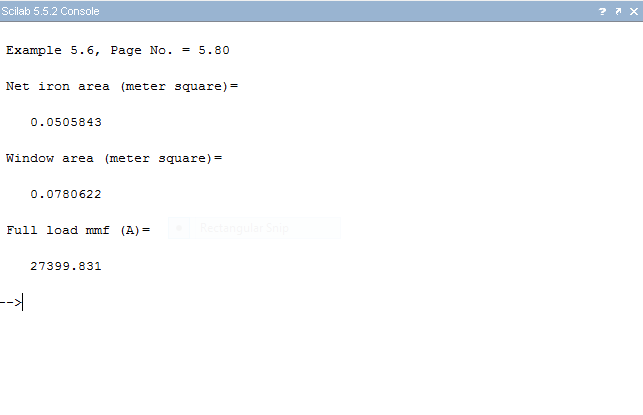 Scilab 5.5.2 Console
Example 5.6, Page No. = 5.80
Net iron area (meter square)=
0.0505843
Window area (meter square)=
0.0780622
Full load mmf (A)=
Rectangular Snip
27399.831
-->